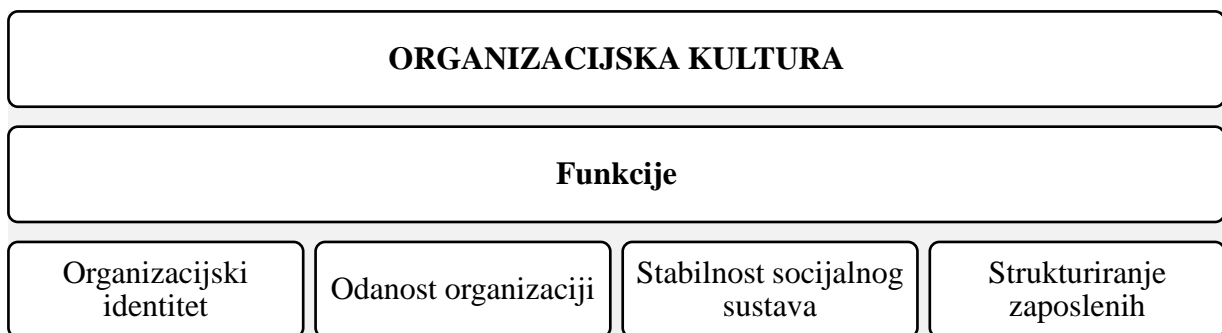 ORGANIZACIJSKA KULTURA
Funkcije
Organizacijski
identitet
Odanost organizaciji
Stabilnost socijalnog
sustava
Strukturiranje
zaposlenih